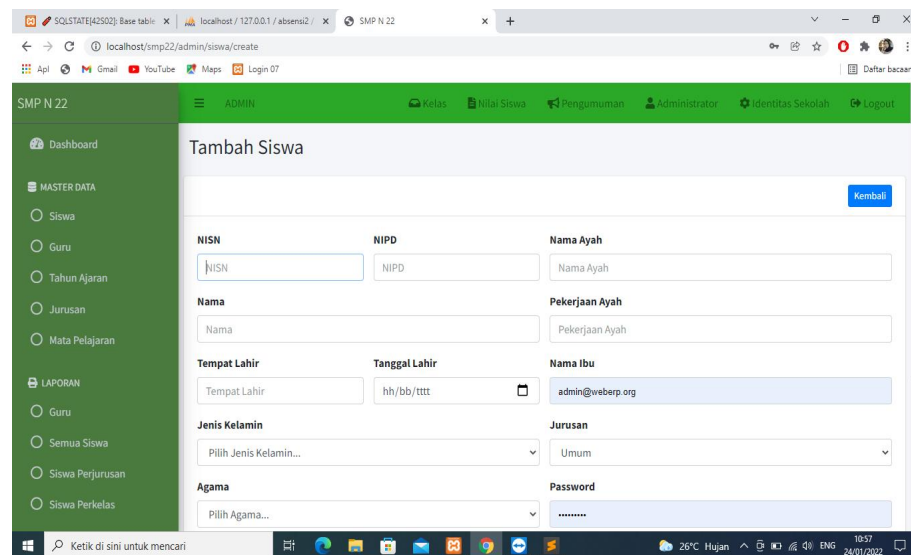 SQLSTATE[42S02]: Base table
localhost / 127.0.0.1 / absensi2 /
SMP N 22
localhost/smp22/admin/siswa/create
Apl
Gmail
YouTube
Maps
Login 07
Daftar bacaan
SMP N 22
ADMIN
Kelas
Nilai Siswa
Pengumuman
Administrator
Identitas Sekolah
Logout
Dashboard
MASTER DATA
Siswa
Guru
Tahun Ajaran
Jurusan
Mata Pelajaran
LAPORAN
Guru
Semua Siswa
Siswa Perjurusan
Siswa Perkelas
Tambah Siswa
Kembali
NISN
NISN
NIPD
NIPD
Nama Ayah
Nama Ayah
Nama
Nama
Pekerjaan Ayah
Pekerjaan Ayah
Tempat Lahir
Tempat Lahir
Tanggal Lahir
hh/bb/tttt
Nama Ibu
admin@weberp.org
Jenis Kelamin
Pilih Jenis Kelamin...
Jurusan
Umum
Agama
Pilih Agama...
Password
•••••••••
Ketik di sini untuk mencari
26°C Hujan
ENG
10:57
24/01/2022